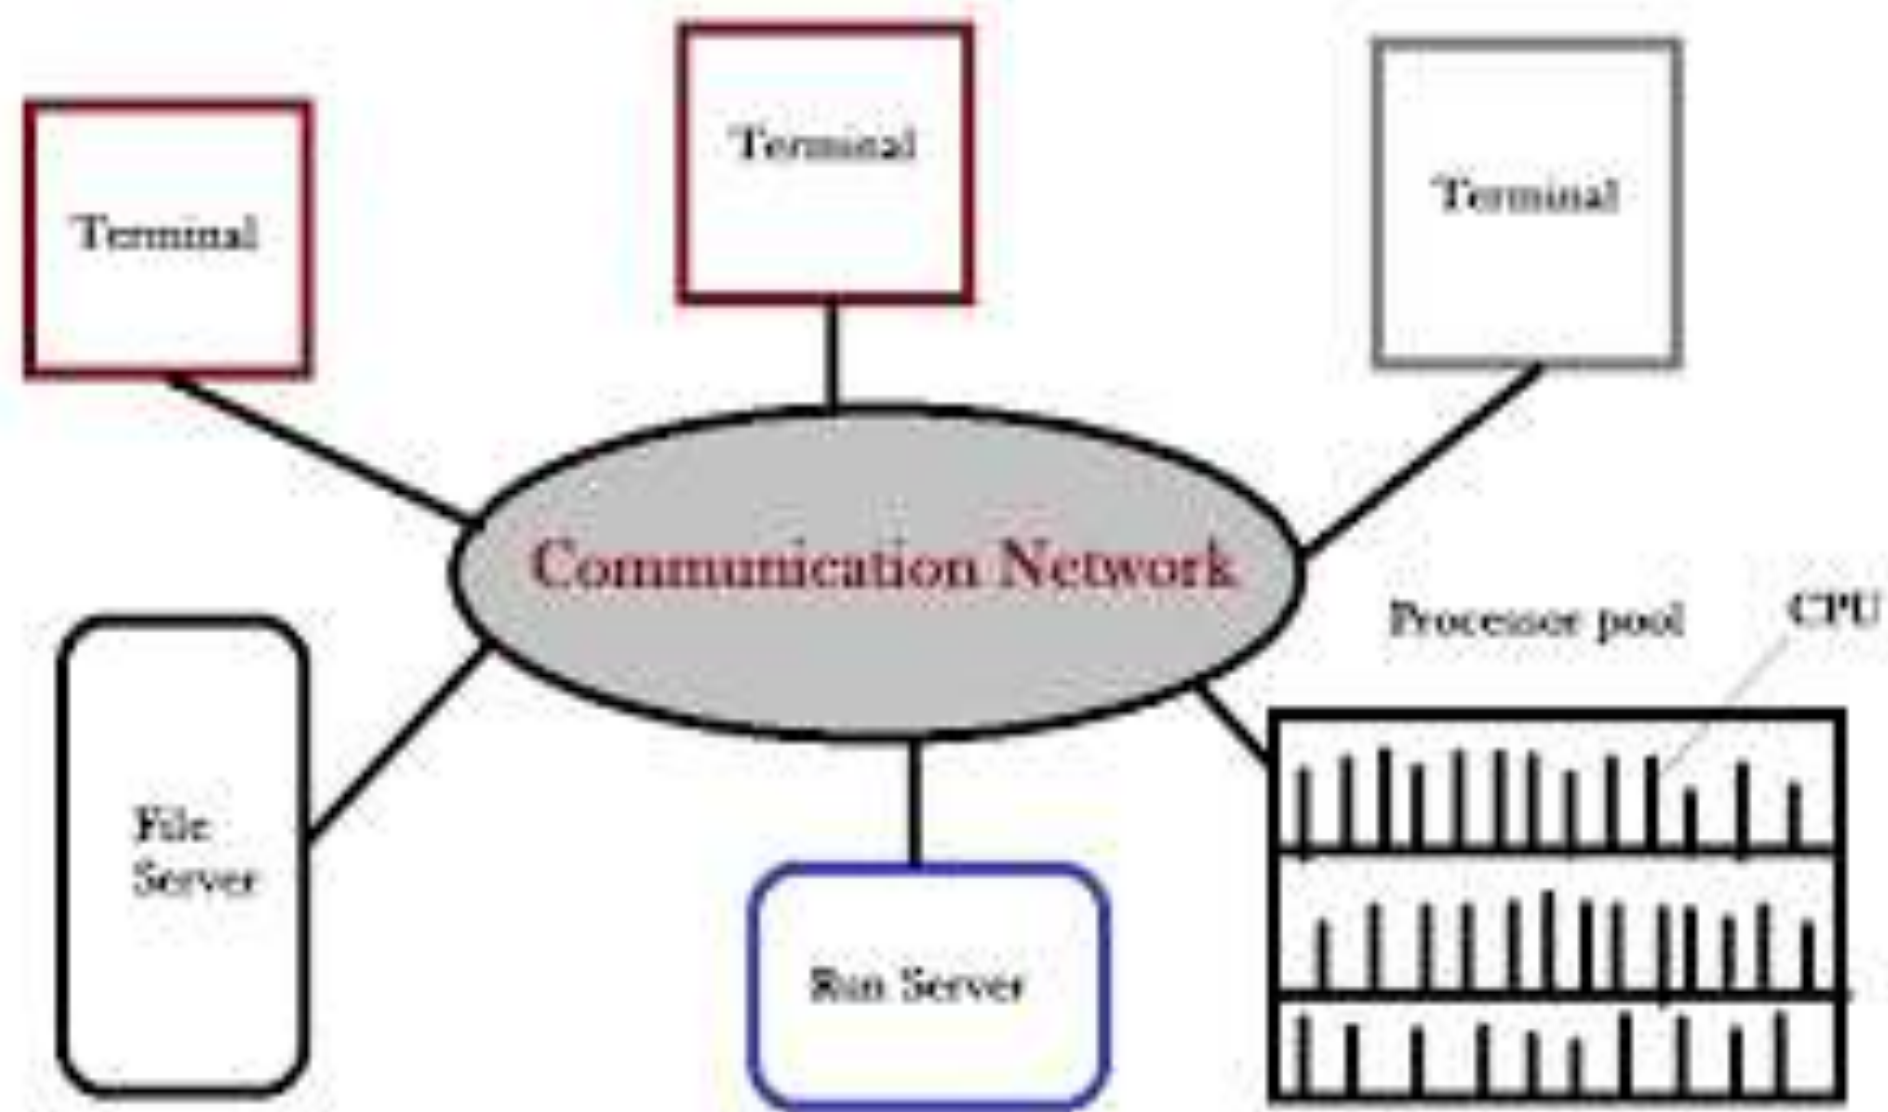 Terminal
Terminal
Terminal
Communication Network
Processor pool
CPU
File
Server
Run Server